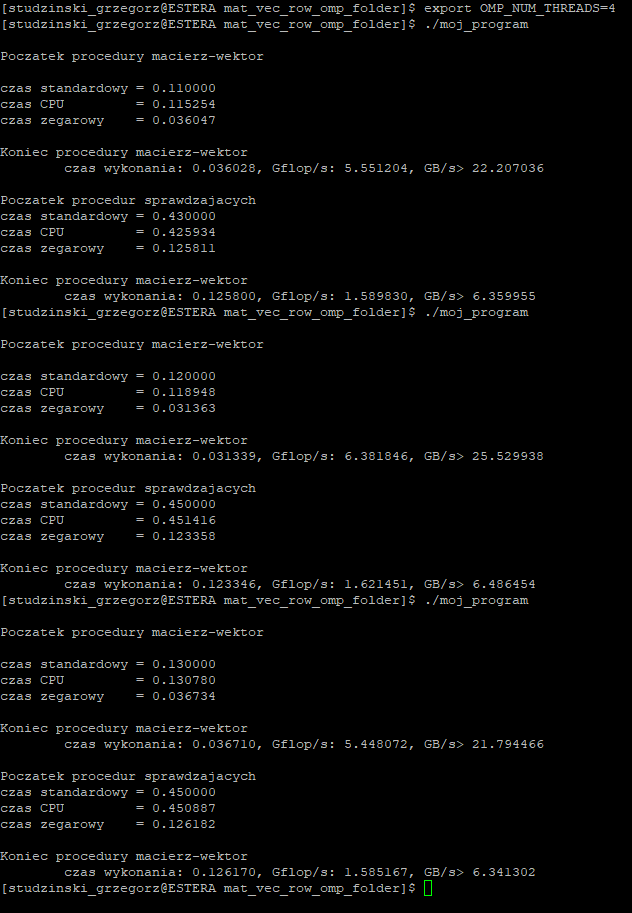 [studzinski_grzegorz@ESTERA mat_vec_row_omp_folder]$ export OMP_NUM_THREADS=4
[studzinski_grzegorz@ESTERA mat_vec_row_omp_folder]$ ./moj_program
Poczatek procedury macierz-wektor
czas standardowy = 0.110000
czas CPU         = 0.115254
czas zegarowy    = 0.036047
Koniec procedury macierz-wektor
        czas wykonania: 0.036028, Gflop/s: 5.551204, GB/s> 22.207036
Poczatek procedur sprawdzajacych
czas standardowy = 0.430000
czas CPU         = 0.425934
czas zegarowy    = 0.125811
Koniec procedury macierz-wektor
        czas wykonania: 0.125800, Gflop/s: 1.589830, GB/s> 6.359955
[studzinski_grzegorz@ESTERA mat_vec_row_omp_folder]$ ./moj_program
Poczatek procedury macierz-wektor
czas standardowy = 0.120000
czas CPU         = 0.118948
czas zegarowy    = 0.031363
Koniec procedury macierz-wektor
        czas wykonania: 0.031339, Gflop/s: 6.381846, GB/s> 25.529938
Poczatek procedur sprawdzajacych
czas standardowy = 0.450000
czas CPU         = 0.451416
czas zegarowy    = 0.123358
Koniec procedury macierz-wektor
        czas wykonania: 0.123346, Gflop/s: 1.621451, GB/s> 6.486454
[studzinski_grzegorz@ESTERA mat_vec_row_omp_folder]$ ./moj_program
Poczatek procedury macierz-wektor
czas standardowy = 0.130000
czas CPU         = 0.130780
czas zegarowy    = 0.036734
Koniec procedury macierz-wektor
        czas wykonania: 0.036710, Gflop/s: 5.448072, GB/s> 21.794466
Poczatek procedur sprawdzajacych
czas standardowy = 0.450000
czas CPU         = 0.450887
czas zegarowy    = 0.126182
Koniec procedury macierz-wektor
        czas wykonania: 0.126170, Gflop/s: 1.585167, GB/s> 6.341302
[studzinski_grzegorz@ESTERA mat_vec_row_omp_folder]$